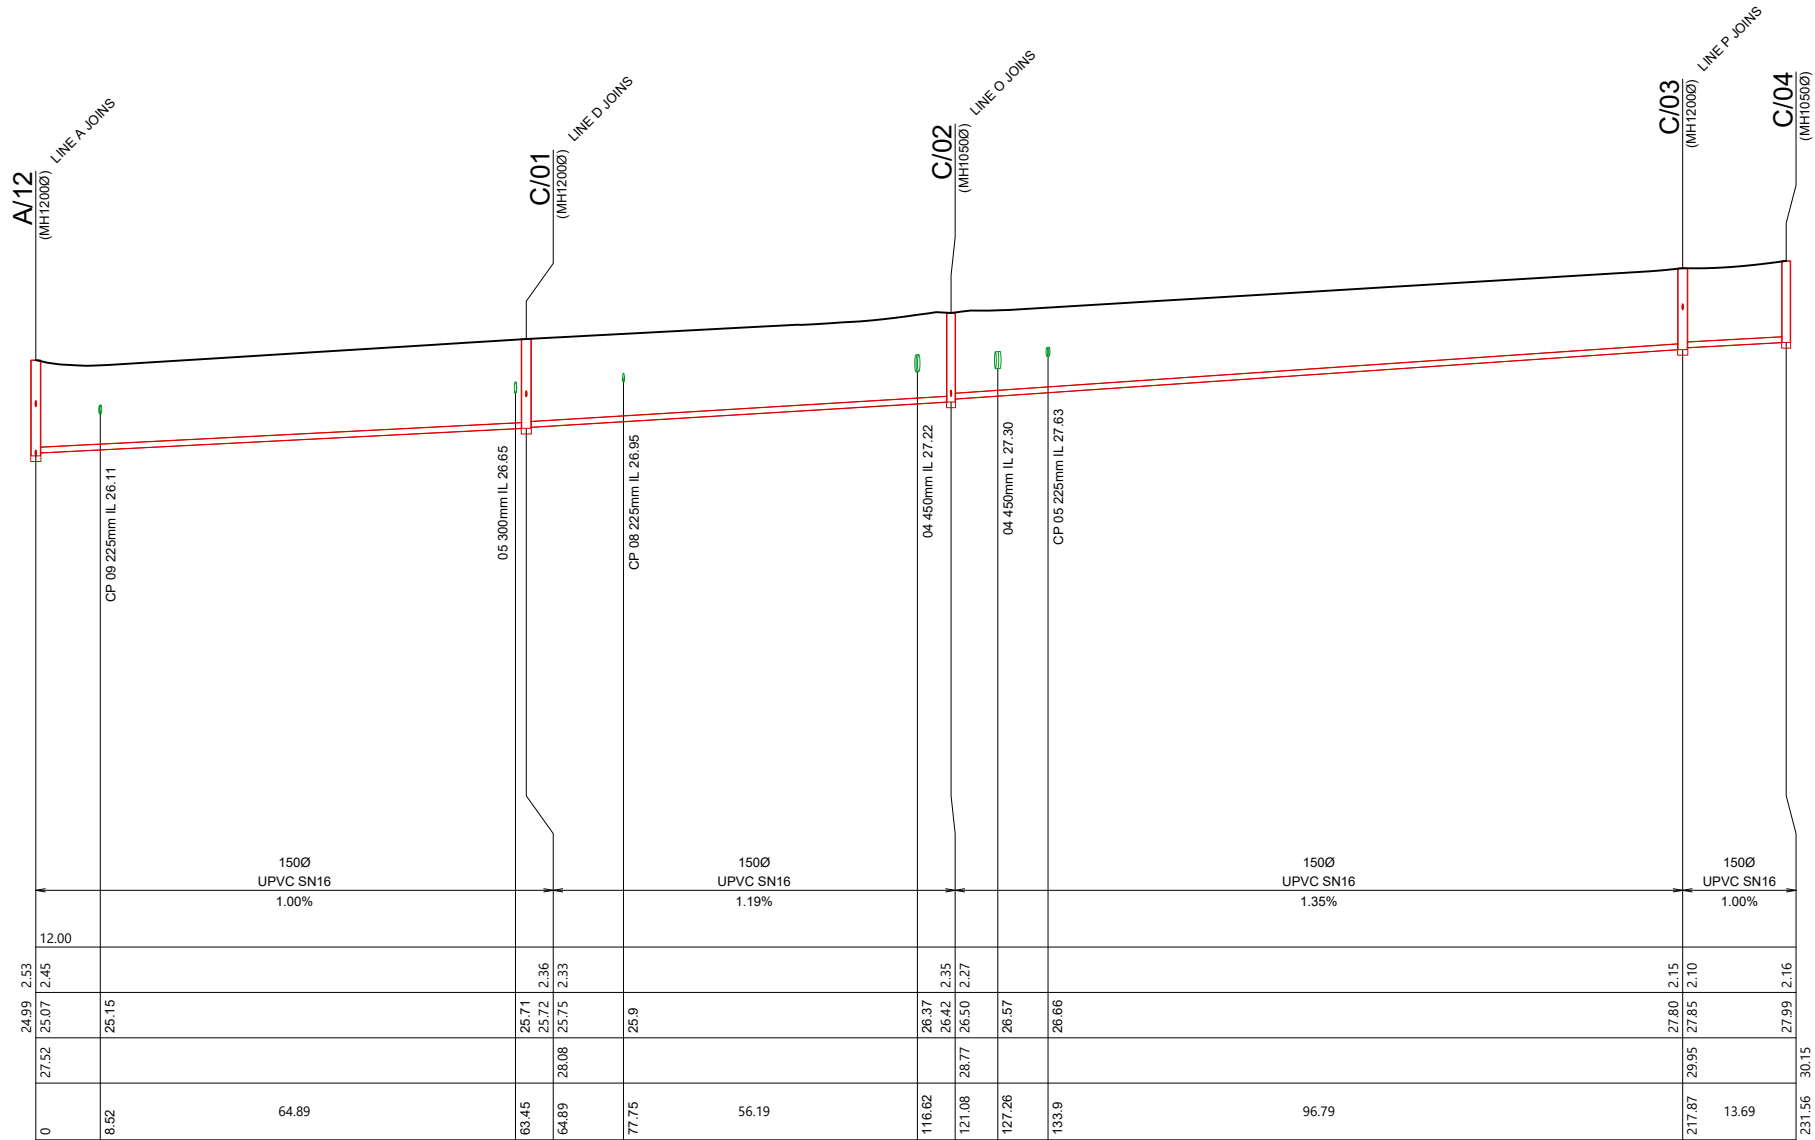 A/12
(MH1200Ø)
LINE A JOINS
C/01
(MH1200Ø)
LINE D JOINS
C/02
(MH1050Ø)
LINE O JOINS
C/03
(MH1200Ø)
LINE P JOINS
C/04
(MH1050Ø)
CP 09 225mm IL 26.11
05 300mm IL 26.65
CP 08 225mm IL 26.95
04 450mm IL 27.22
04 450mm IL 27.30
CP 05 225mm IL 27.63
150Ø
UPVC SN16
1.00%
150Ø
UPVC SN16
1.19%
150Ø
UPVC SN16
1.35%
150Ø
UPVC SN16
1.00%
12.00
2.53
2.45
2.36
2.33
2.35
2.27
2.15
2.10
2.16
24.99
25.07
25.15
25.71
25.72
25.75
25.9
26.37
26.42
26.50
26.57
26.66
27.80
27.85
27.99
27.52
28.08
28.77
29.95
30.15
0
8.52
64.89
63.45
64.89
77.75
56.19
116.62
121.08
127.26
133.9
96.79
217.87
13.69
231.56